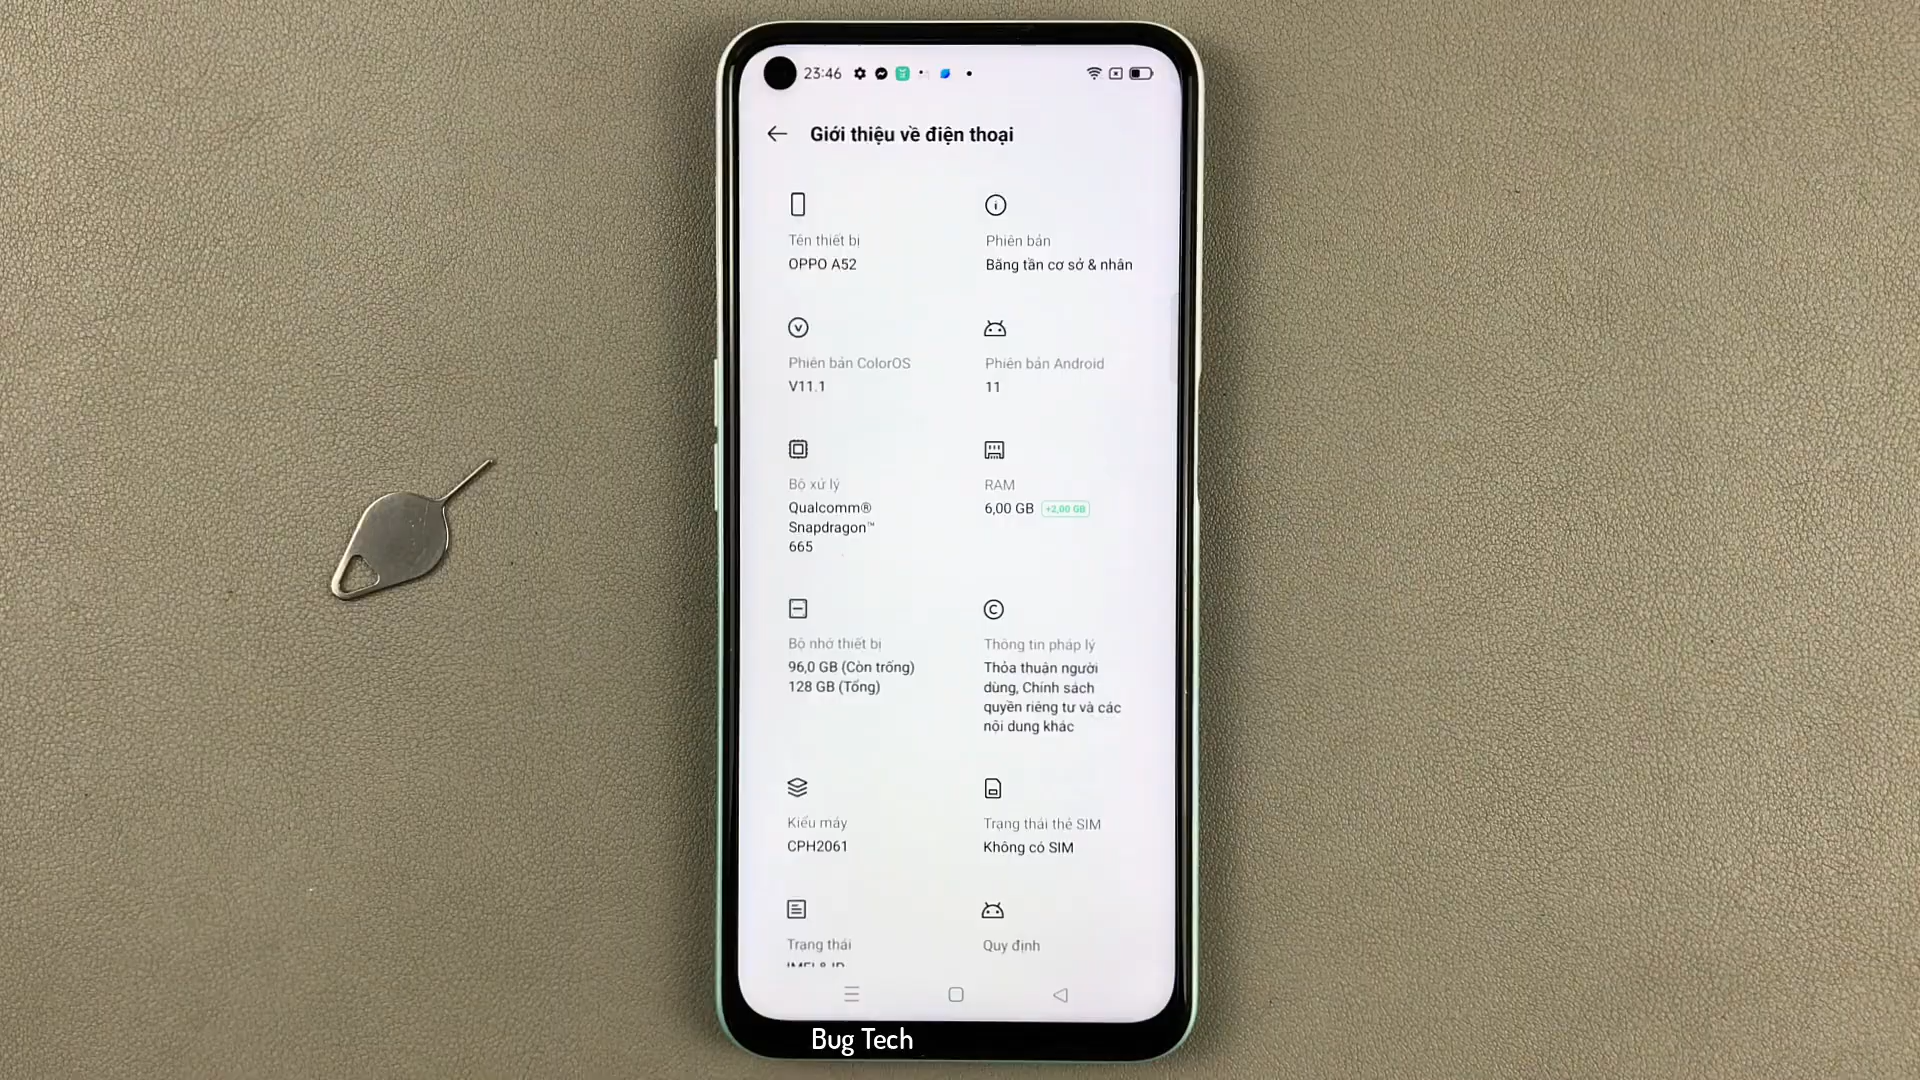 23:46
Giới thiệu về điện thoại
Tên thiết bị
OPPO A52
Phiên bản
Băng tần cơ sở & nhân
Phiên bản ColorOS
V11.1
Phiên bản Android
11
Bộ xử lý
Qualcomm®
Snapdragon™
665
RAM
6,00 GB +2,00 GB
Bộ nhớ thiết bị
96,0 GB (Còn trống)
128 GB (Tổng)
Thông tin pháp lý
Thỏa thuận người
dùng, Chính sách
quyền riêng tư và các
nội dung khác
Kiểu máy
CPH2061
Trạng thái thẻ SIM
Không có SIM
Trạng thái
Quy định
Bug Tech